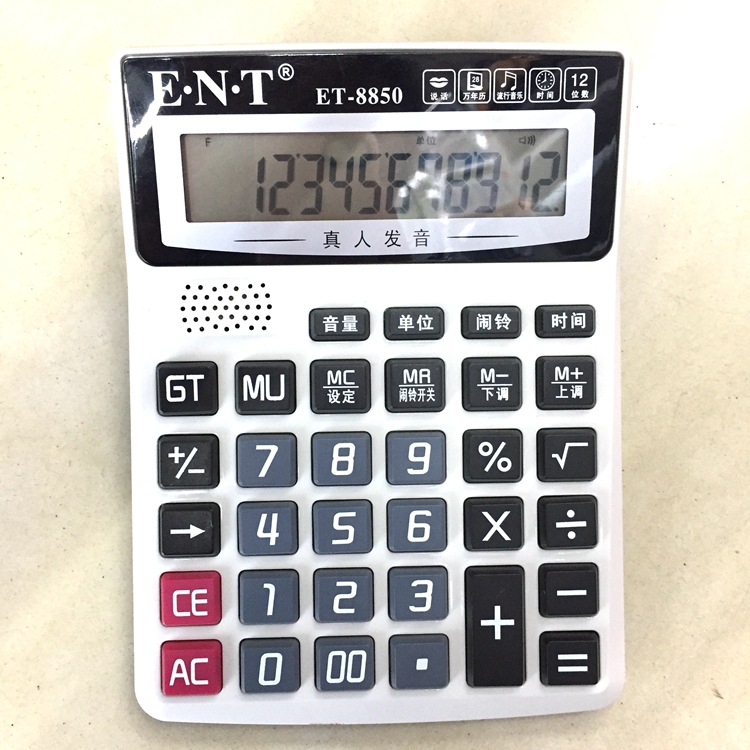 E·N·T® ET-8850 说话 28 万年历 流行音乐 时间 12 位数
F 单位
123456789312.
真人发音
音量 单位 闹铃 时间
GT MU MC 设定 MR 闹铃开关 M− 下调 M+ 上调
+/− 7 8 9 % √
→ 4 5 6 X ÷
CE 1 2 3 + −
AC 0 00 . =